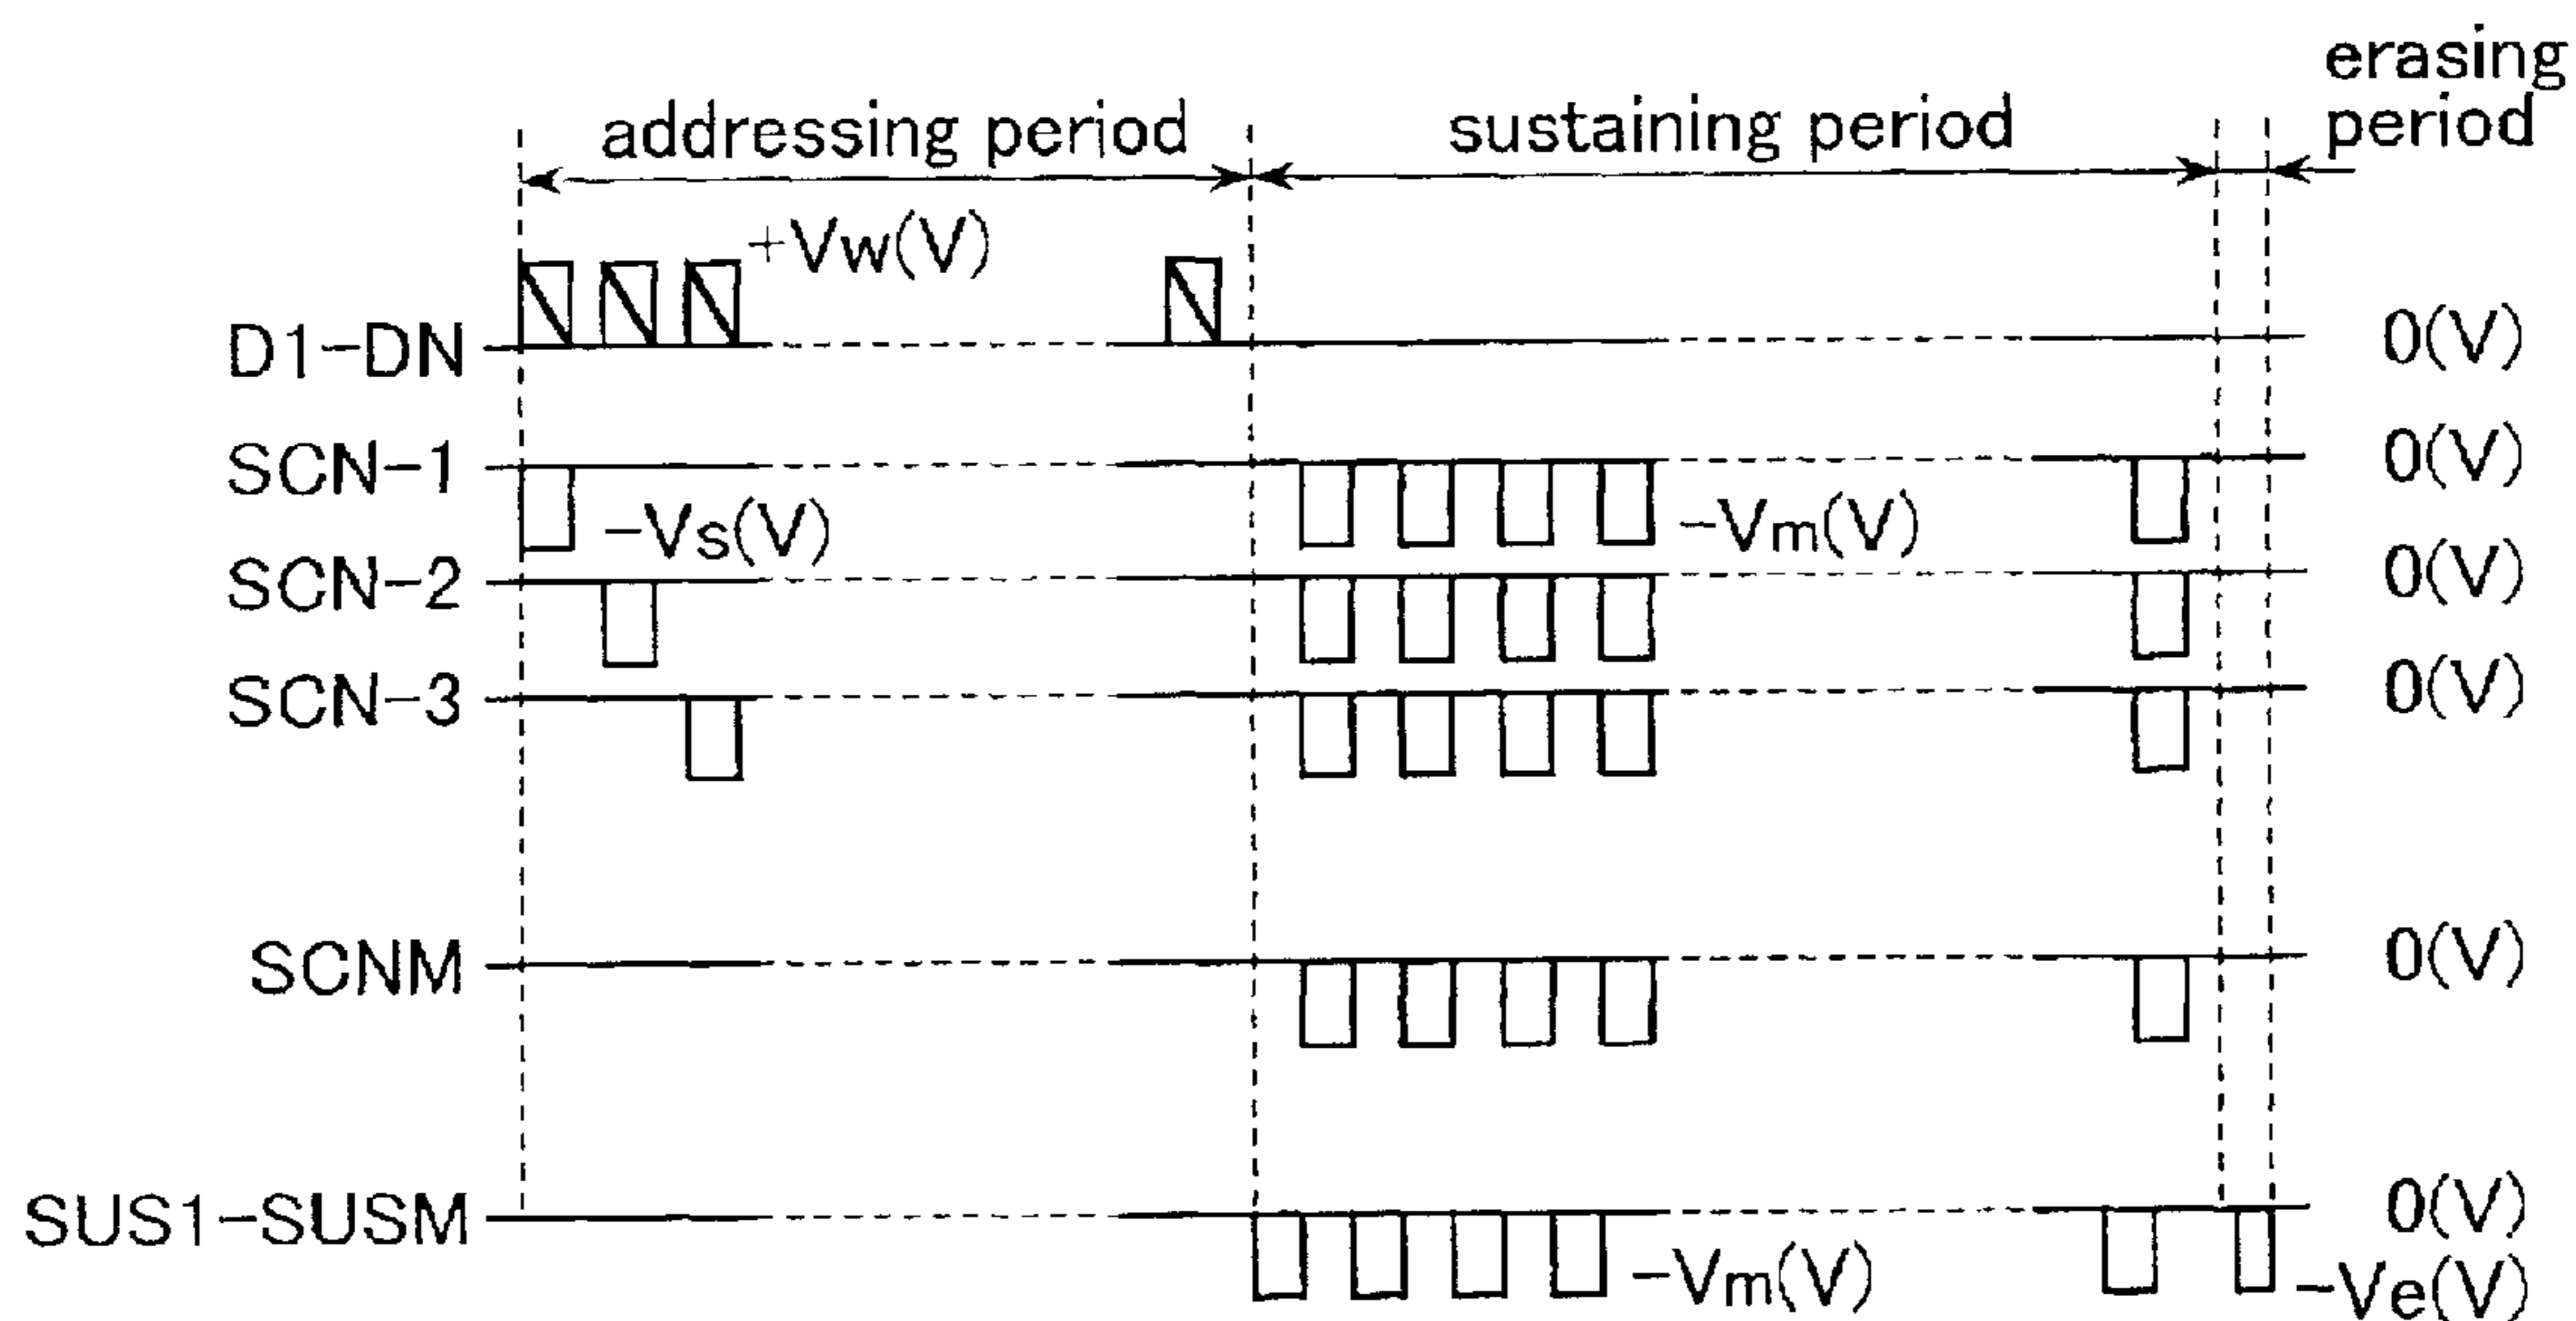 erasing
period
addressing period
sustaining period
+Vw(V)
D1-DN
0(V)
SCN-1
0(V)
-Vs(V)
-Vm(V)
SCN-2
0(V)
SCN-3
0(V)
SCNM
0(V)
SUS1-SUSM
0(V)
-Vm(V)
-Ve(V)